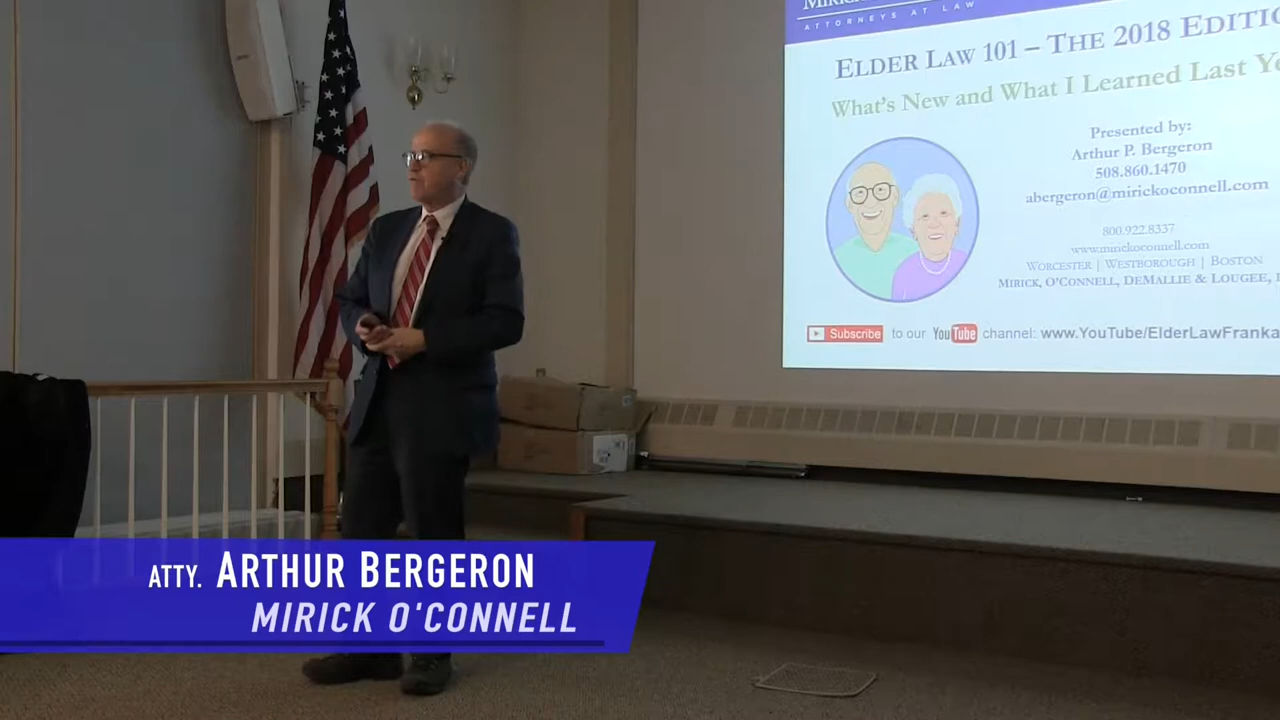 ATTORNEYS AT LAW
ELDER LAW 101 – THE 2018
What's New and What I Learned Last
Presented by:
Arthur P. Bergeron
508.860.1470
abergeron@mirickoconnell.com
800.922.8337
www.mirickoconnell.com
WORCESTER | WESTBOROUGH | BOSTON
MIRICK, O'CONNELL, DEMALLIE & LOUGEE,
Subscribe to our YouTube channel: www.YouTube/ElderLawFranka
ATTY. ARTHUR BERGERON
MIRICK O'CONNELL